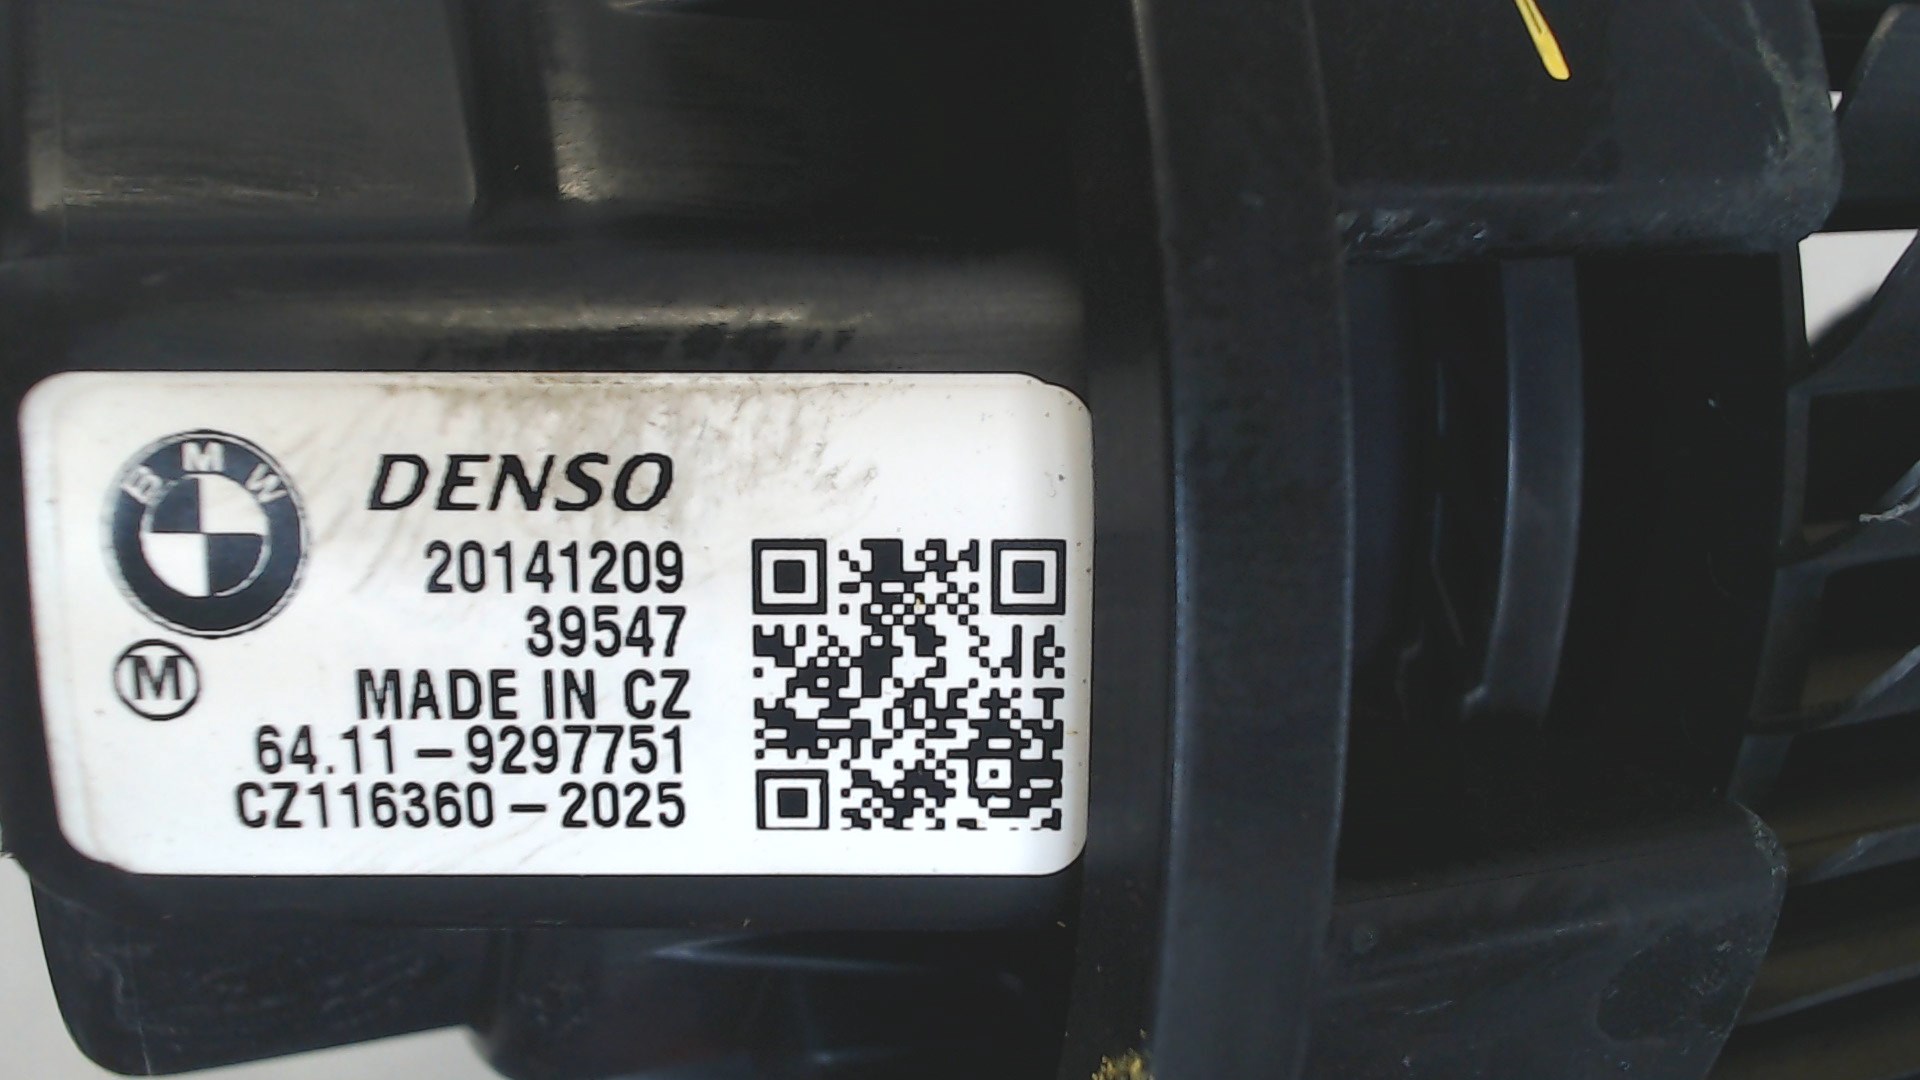 BMW
DENSO
20141209
39547
M
MADE IN CZ
64.11-9297751
CZ116360-2025